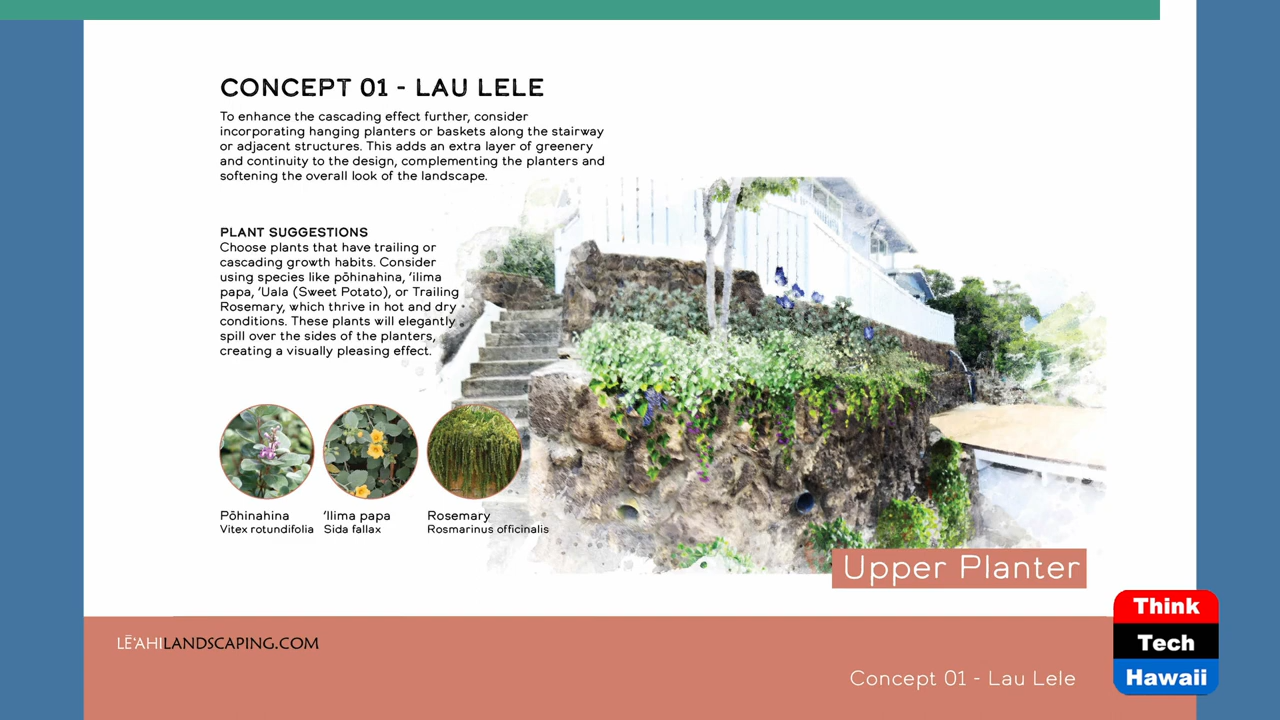 CONCEPT 01 - LAU LELE
To enhance the cascading effect further, consider
incorporating hanging planters or baskets along the stairway
or adjacent structures. This adds an extra layer of greenery
and continuity to the design, complementing the planters and
softening the overall look of the landscape.
PLANT SUGGESTIONS
Choose plants that have trailing or
cascading growth habits. Consider
using species like pōhinahina, ʻilima
papa, ʻUala (Sweet Potato), or Trailing
Rosemary, which thrive in hot and dry
conditions. These plants will elegantly
spill over the sides of the planters,
creating a visually pleasing effect.
Pōhinahina
Vitex rotundifolia
ʻIlima papa
Sida fallax
Rosemary
Rosmarinus officinalis
Upper Planter
LĒʻAHILANDSCAPING.COM
Concept 01 - Lau Lele
Think
Tech
Hawaii